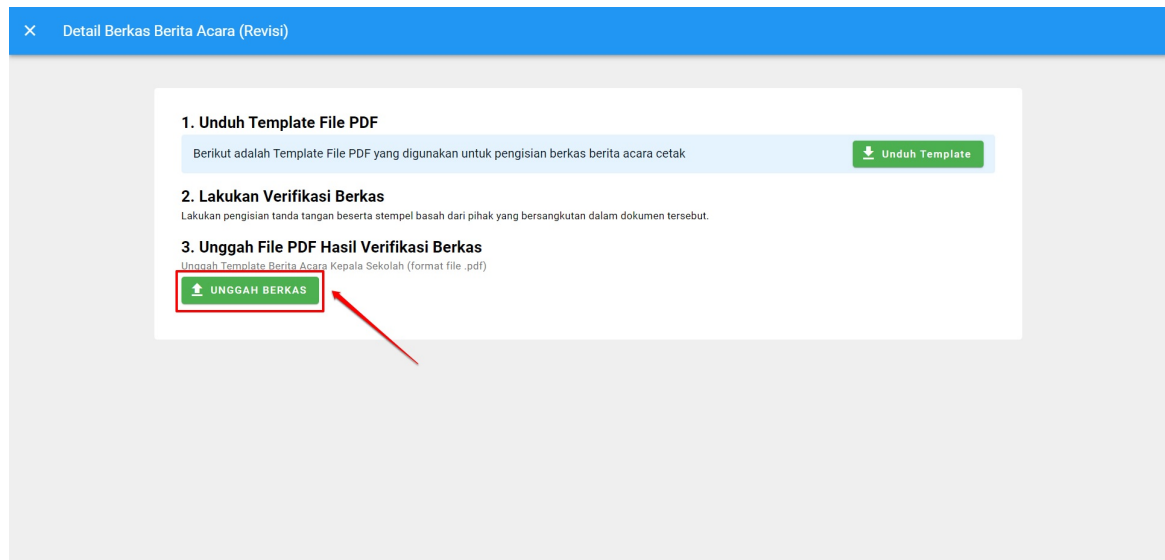 Detail Berkas Berita Acara (Revisi)
1. Unduh Template File PDF
Berikut adalah Template File PDF yang digunakan untuk pengisian berkas berita acara cetak
Unduh Template
2. Lakukan Verifikasi Berkas
Lakukan pengisian tanda tangan beserta stempel basah dari pihak yang bersangkutan dalam dokumen tersebut.
3. Unggah File PDF Hasil Verifikasi Berkas
Unggah Template Berita Acara Kepala Sekolah (format file .pdf)
UNGGAH BERKAS